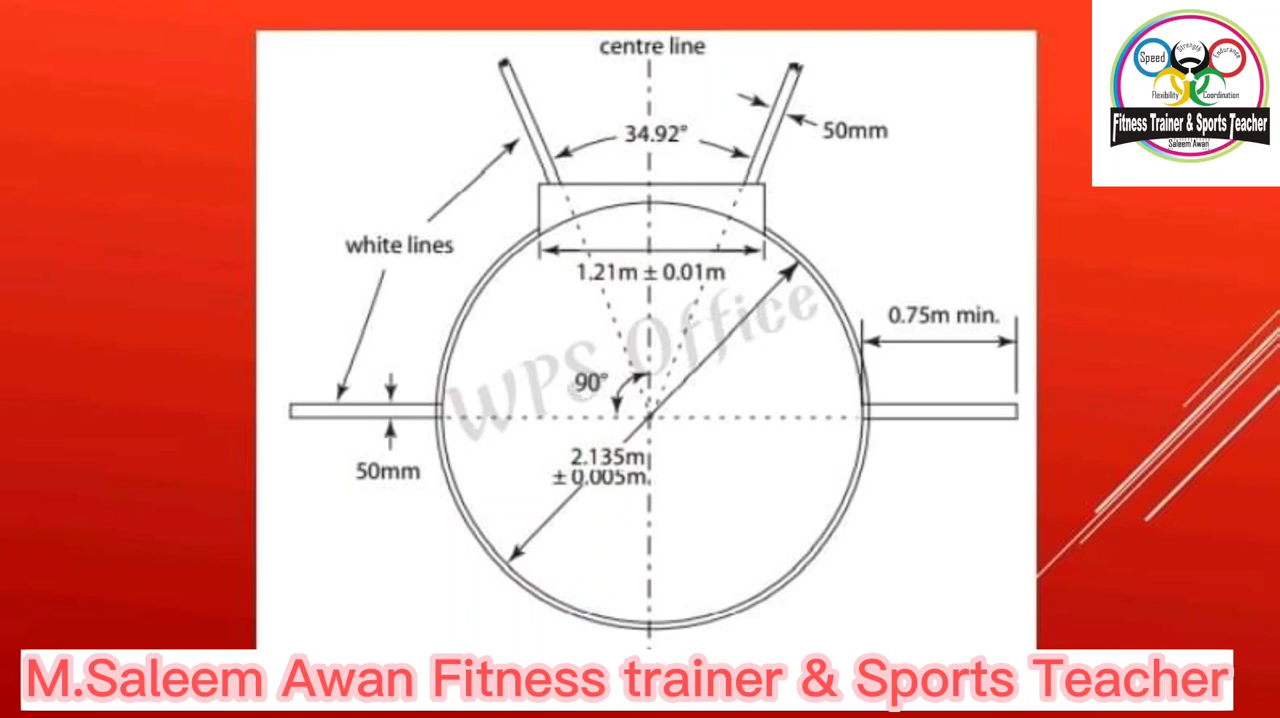 centre line
Speed
Strength
Endurance
Flexibility
Coordination
Fitness Trainer & Sports Teacher
Saleem Awan
34.92°
50mm
white lines
1.21m ± 0.01m
0.75m min.
WPS Office
90°
2.135m
± 0.005m.
50mm
M.Saleem Awan Fitness trainer & Sports Teacher